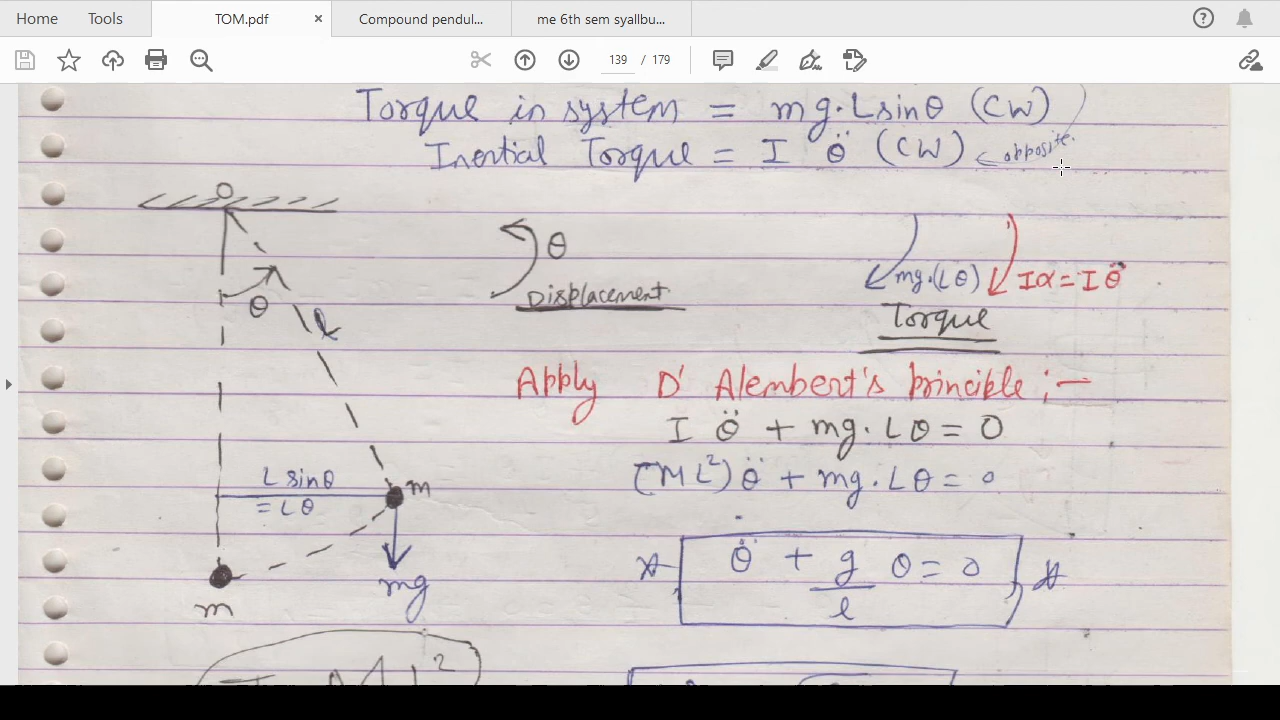 Home Tools TOM.pdf × Compound pendul... me 6th sem syallbu...
139 / 179
Torque in system = mg.Lsinθ (CW)
Inertial Torque = I θ̈ (CW) ← opposite.
O
θ
Displacement
mg.(Lθ)
Iα = I θ̈
Torque
θ
l
Apply D' Alembert's principle :-
I θ̈ + mg. Lθ = 0
(ML²) θ̈ + mg. Lθ = 0
L sinθ
= Lθ
m
θ̈ + g/l θ = 0
mg
m